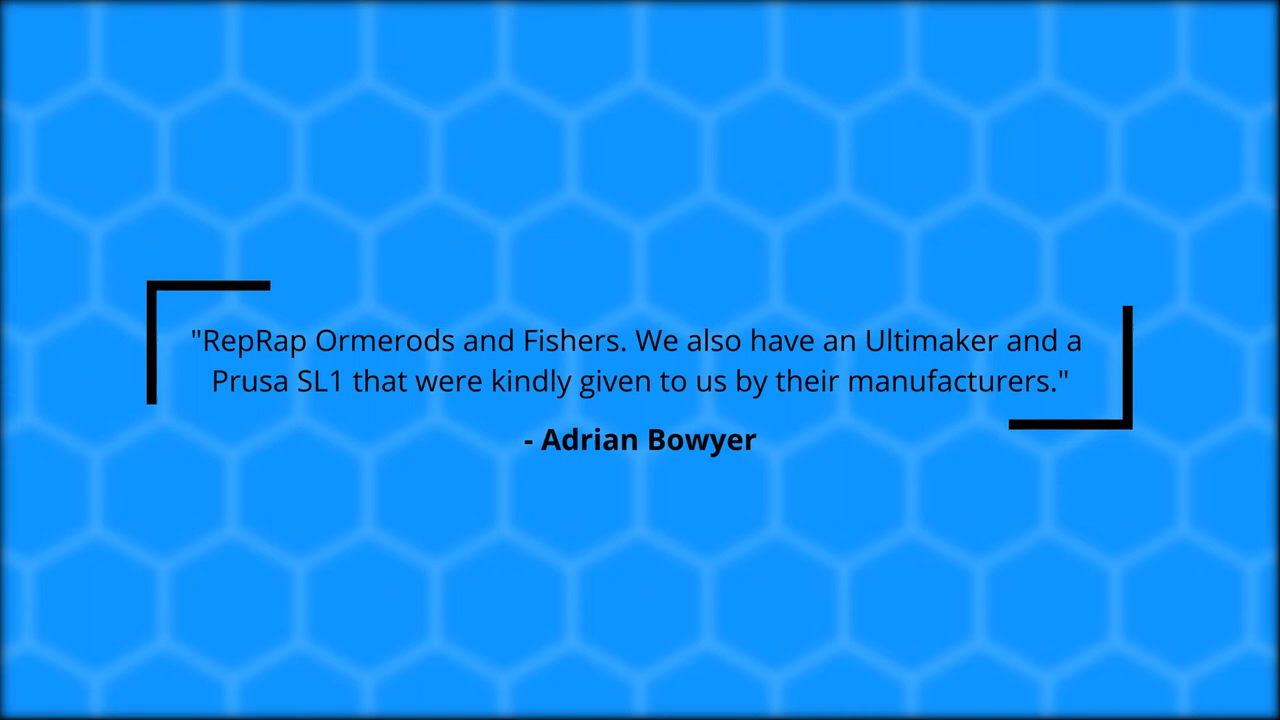 "RepRap Ormerods and Fishers. We also have an Ultimaker and a
Prusa SL1 that were kindly given to us by their manufacturers."
- Adrian Bowyer